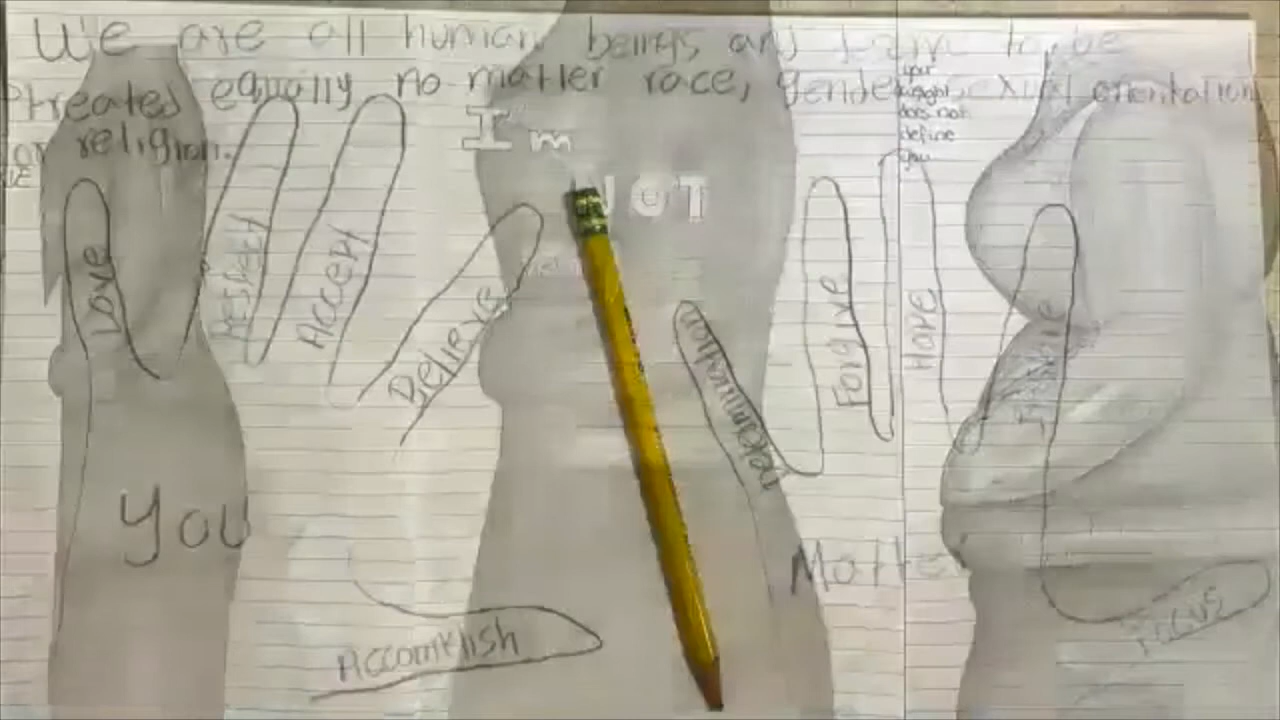 We are all human beings and to be
treated equally no matter race, gender sexual orientation
or religion.
your
weight
does not
define
you
I'm
NOT
Love
RESPECT
ACCEPt
Believe
Determination
Forgive
HOPE
You
Matter
Accomplish
FOCUS